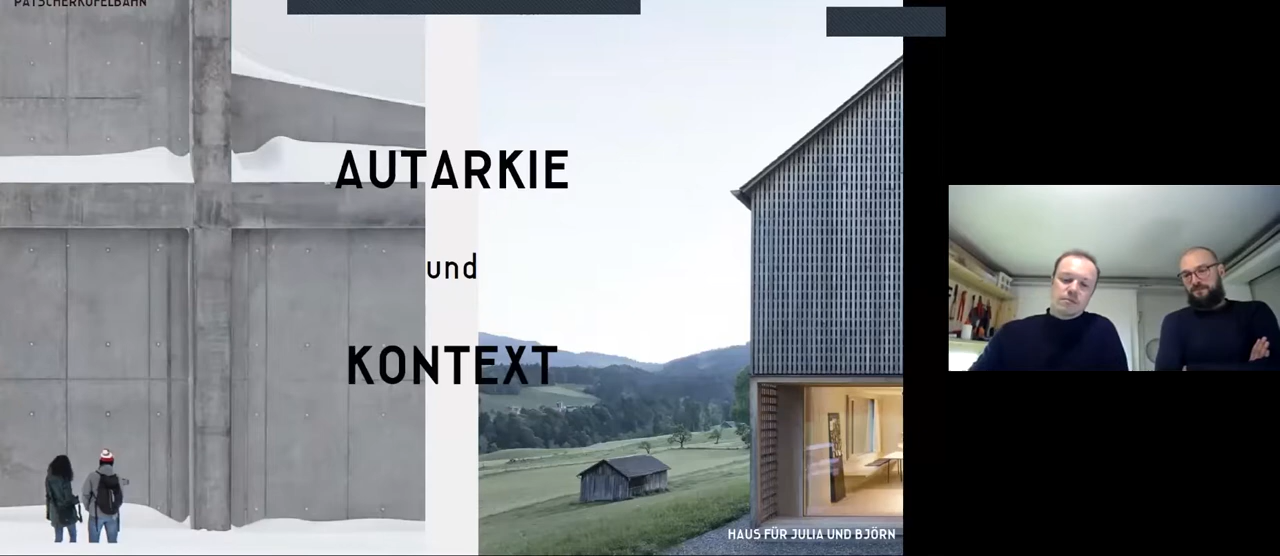 PATSCHERKOFELBAHN
AUTARKIE
und
KONTEXT
HAUS FÜR JULIA UND BJÖRN